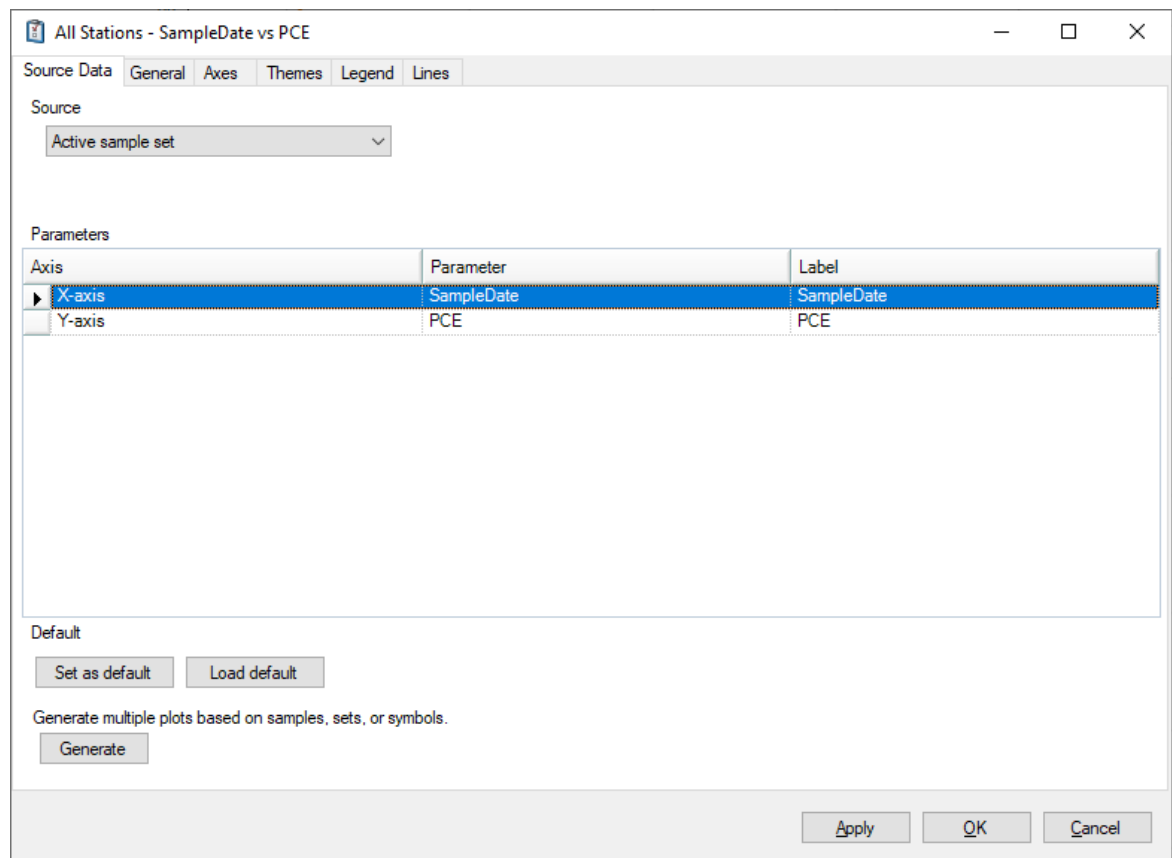 All Stations - SampleDate vs PCE
Source Data General Axes Themes Legend Lines
Source
Active sample set
Parameters
Axis Parameter Label
X-axis SampleDate SampleDate
Y-axis PCE PCE
Default
Set as default Load default
Generate multiple plots based on samples, sets, or symbols.
Generate
Apply OK Cancel